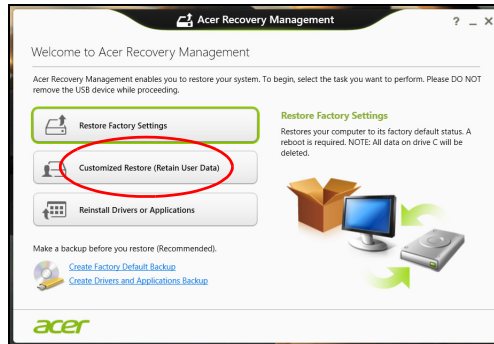 Acer Recovery Management
Welcome to Acer Recovery Management
Acer Recovery Management enables you to restore your system. To begin, select the task you want to perform. Please DO NOT
remove the USB device while proceeding.
Restore Factory Settings
Customized Restore (Retain User Data)
Reinstall Drivers or Applications
Restore Factory Settings
Restores your computer to its factory default status. A
reboot is required. NOTE: All data on drive C will be
deleted.
Make a backup before you restore (Recommended).
Create Factory Default Backup
Create Drivers and Applications Backup
acer